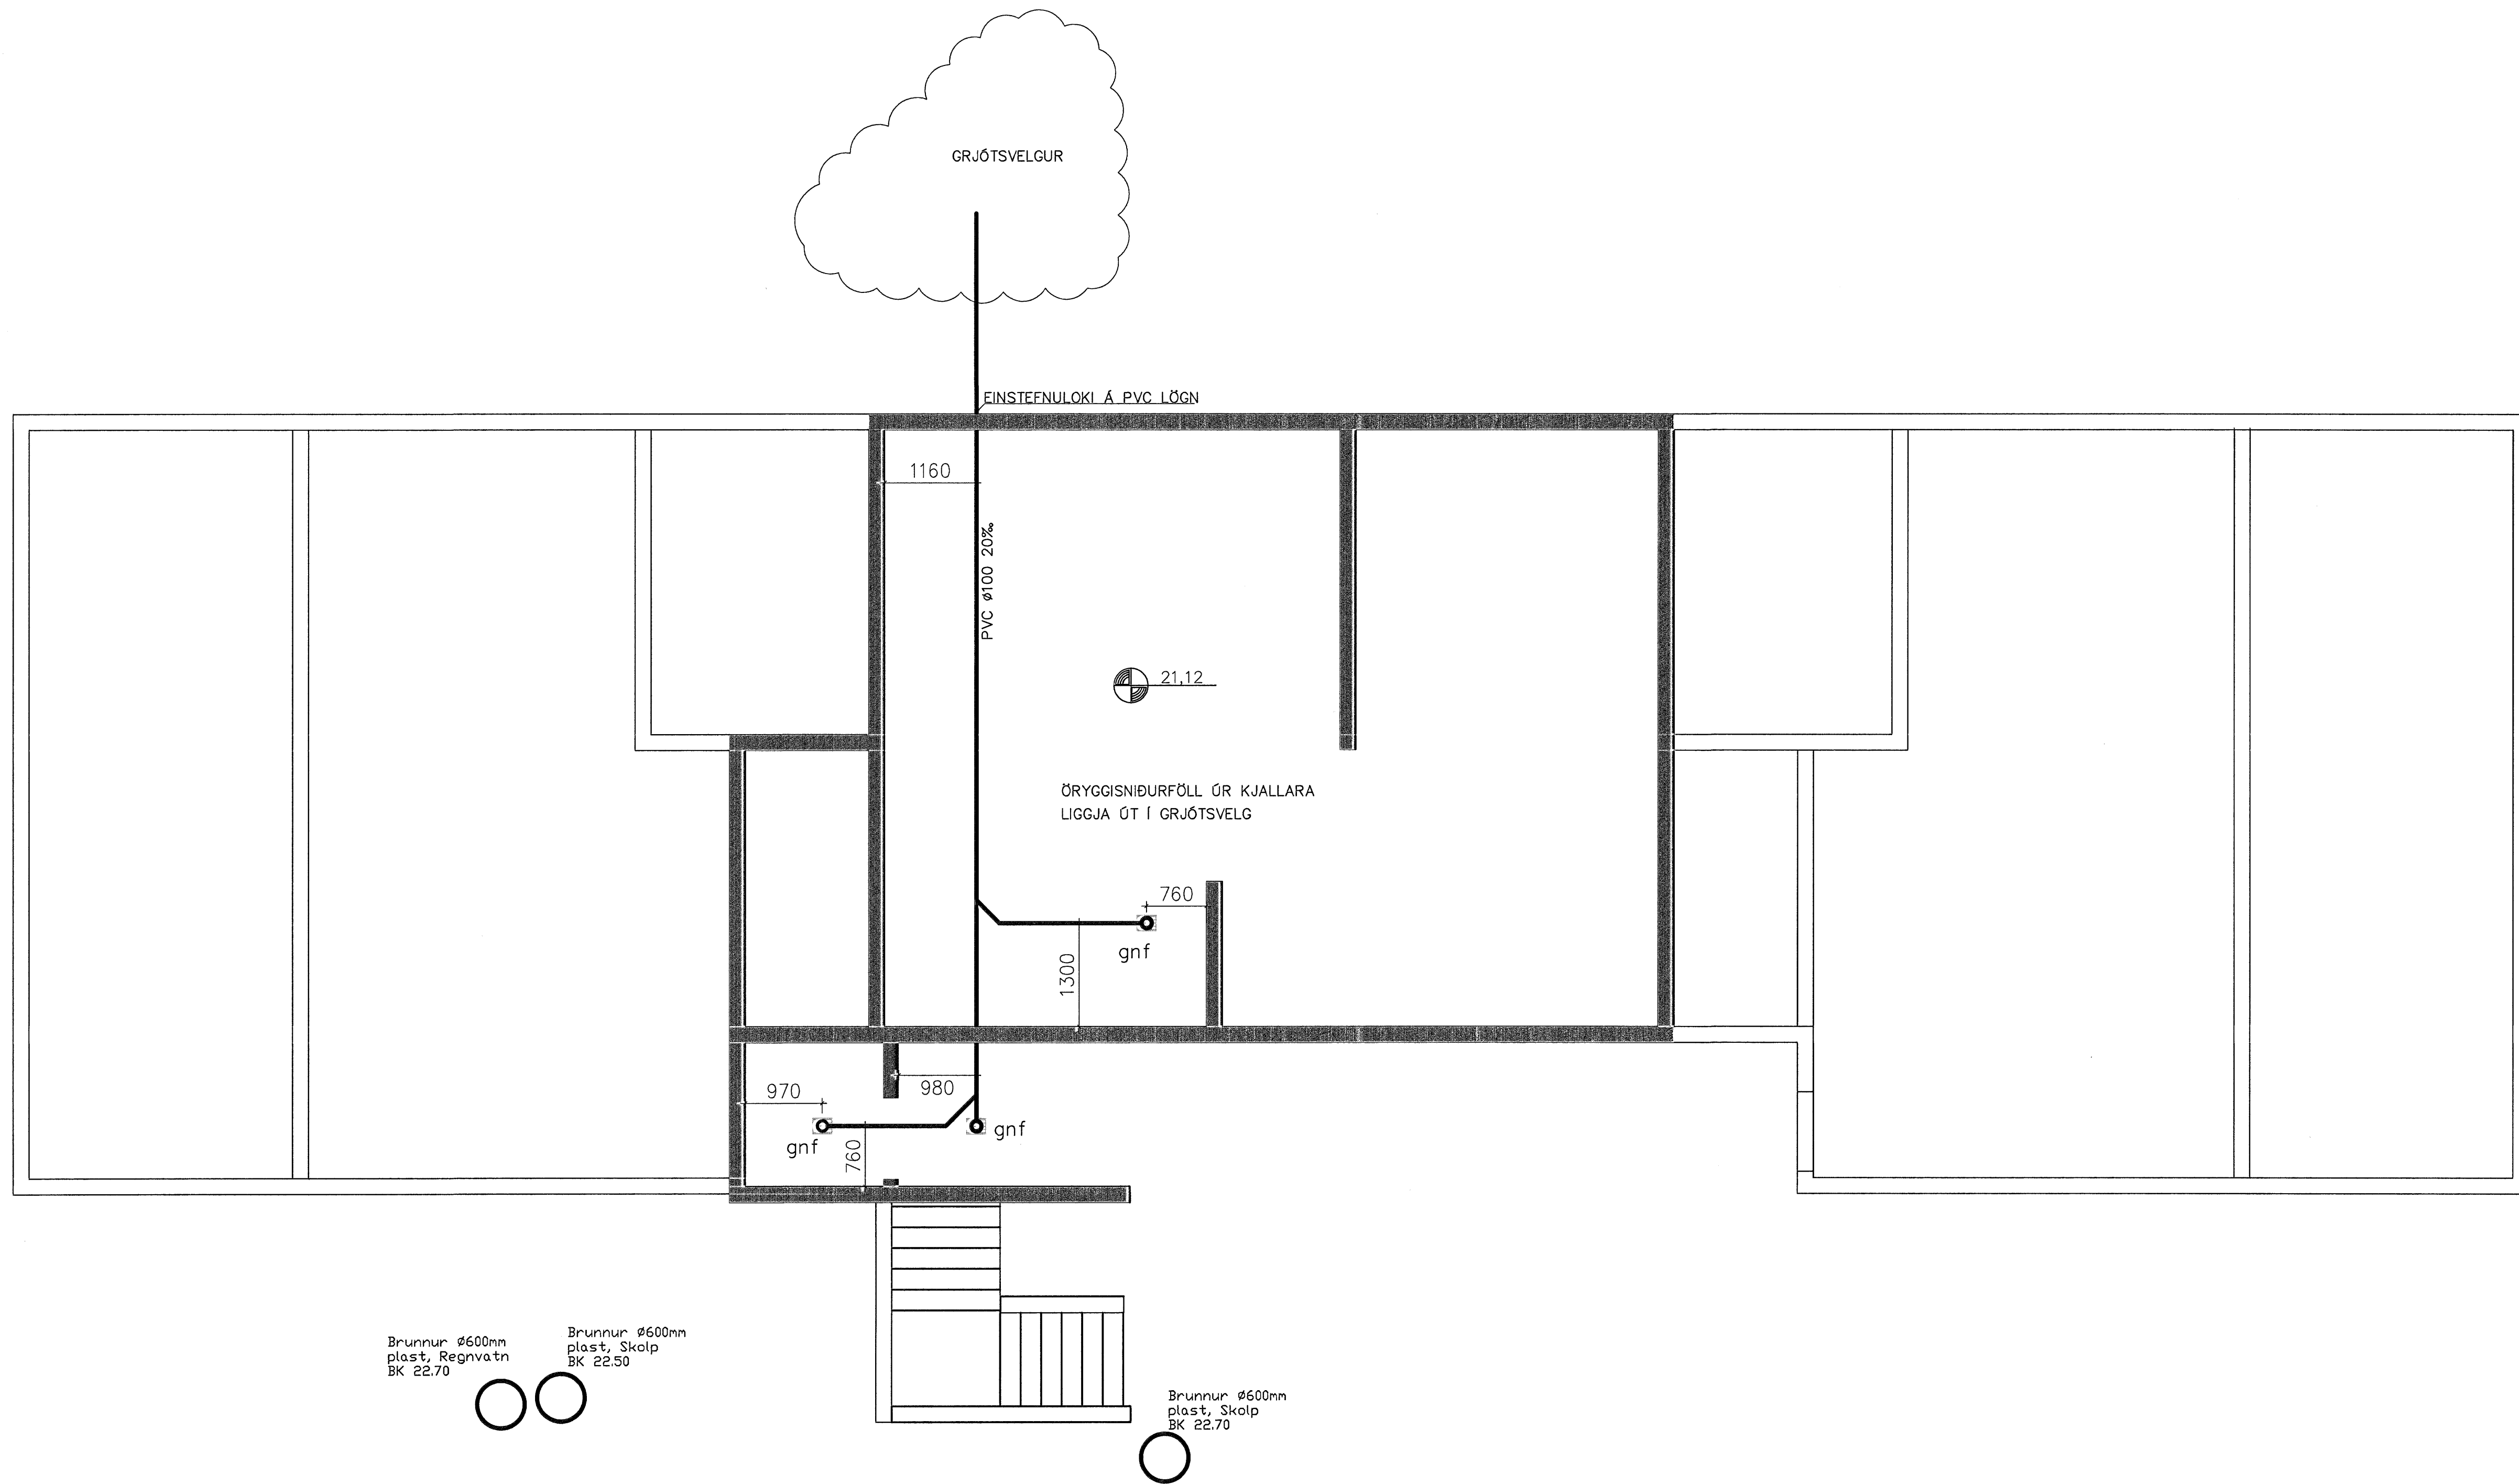 GRJÓTSVELGUR
EINSTEFNULOKI Á PVC LÖGN
1160
PVC ø100 20‰
21,12
ÖRYGGISNIÐURFÖLL ÚR KJALLARA
LIGGJA ÚT Í GRJÓTSVELG
760
gnf
1300
970
980
gnf
gnf
760
Brunnur Ø600mm
plast, Regnvatn
BK 22.70
Brunnur Ø600mm
plast, Skolp
BK 22.50
Brunnur Ø600mm
plast, Skolp
BK 22.70